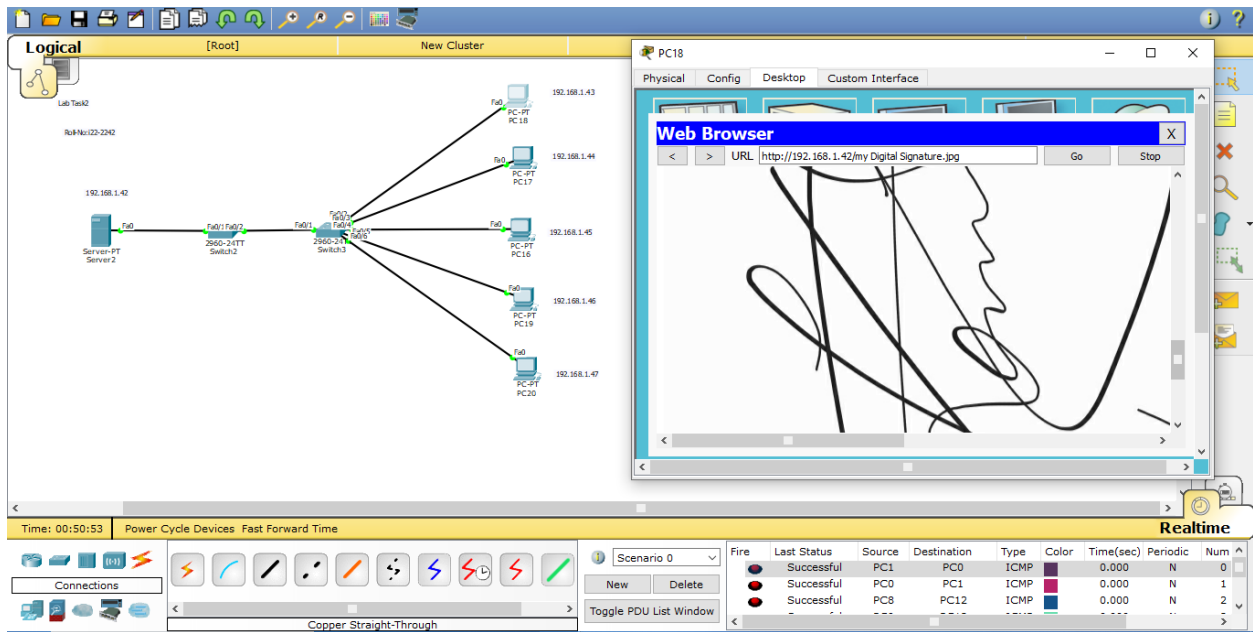 Logical
[Root]
New Cluster
Lab Task2
Roll-No:I22-2242
192.168.1.42
Fa0
Server-PT
Server2
Fa0/1 Fa0/2
2960-24TT
Switch2
Fa0/1
Fa0/3
Fa0/4
Fa0/6
Switch3
Fa0
PC-PT
PC18
192.168.1.43
Fa0
PC-PT
PC17
192.168.1.44
Fa0
PC-PT
PC16
192.168.1.45
Fa0
PC-PT
PC19
192.168.1.46
Fa0
PC-PT
PC20
192.168.1.47
PC18
Physical Config Desktop Custom Interface
Web Browser X
< > URL http://192.168.1.42/my Digital Signature.jpg Go Stop
Time: 00:50:53 Power Cycle Devices Fast Forward Time
Realtime
Connections
Copper Straight-Through
Scenario 0
New Delete
Toggle PDU List Window
Fire Last Status Source Destination Type Color Time(sec) Periodic Num
Successful PC1 PC0 ICMP 0.000 N 0
Successful PC0 PC1 ICMP 0.000 N 1
Successful PC8 PC12 ICMP 0.000 N 2